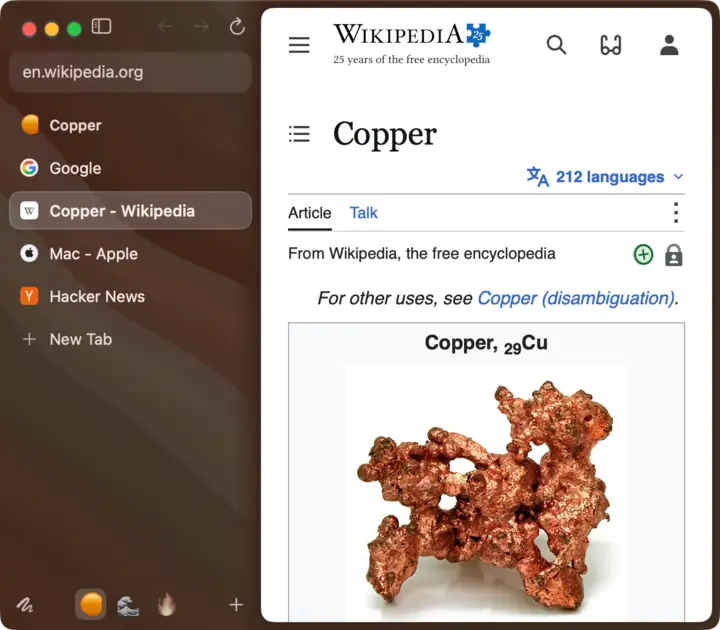 en.wikipedia.org
Copper
Google
W
Copper - Wikipedia
Mac - Apple
Y
Hacker News
New Tab
WIKIPEDIA 25
25 years of the free encyclopedia
Copper
212 languages
Article Talk
From Wikipedia, the free encyclopedia
For other uses, see Copper (disambiguation).
Copper, ₂₉Cu